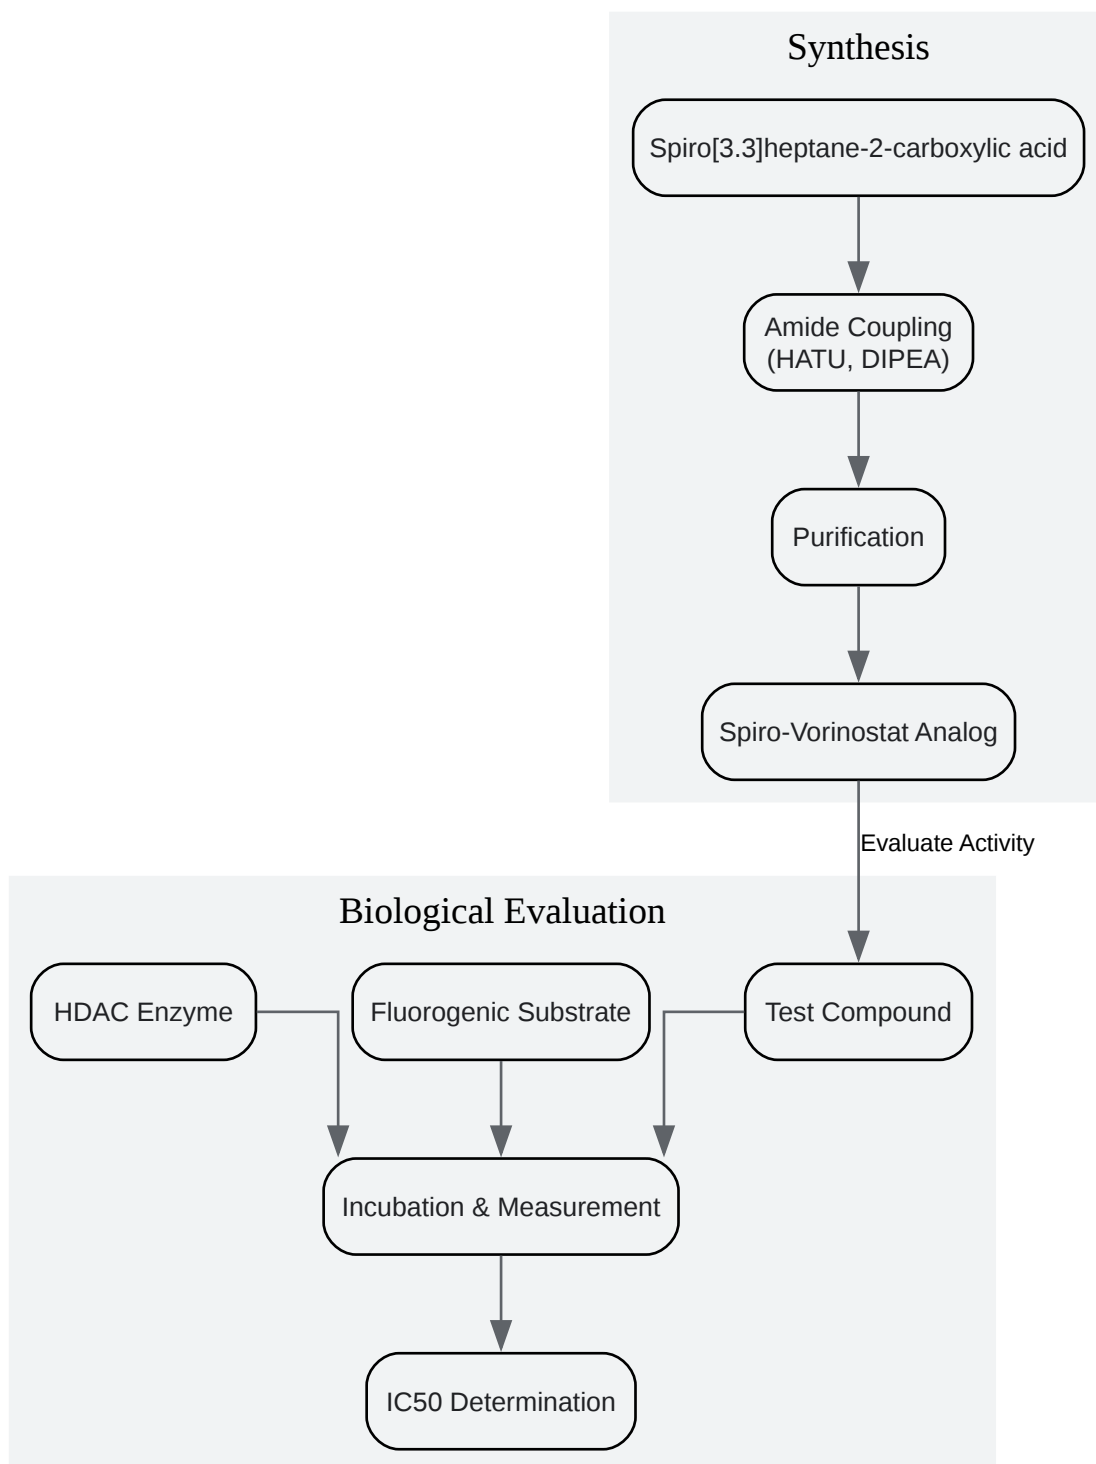 Synthesis
Spiro[3.3]heptane-2-carboxylic acid
Amide Coupling
(HATU, DIPEA)
Purification
Spiro-Vorinostat Analog
Evaluate Activity
Biological Evaluation
HDAC Enzyme
Fluorogenic Substrate
Test Compound
Incubation & Measurement
IC50 Determination